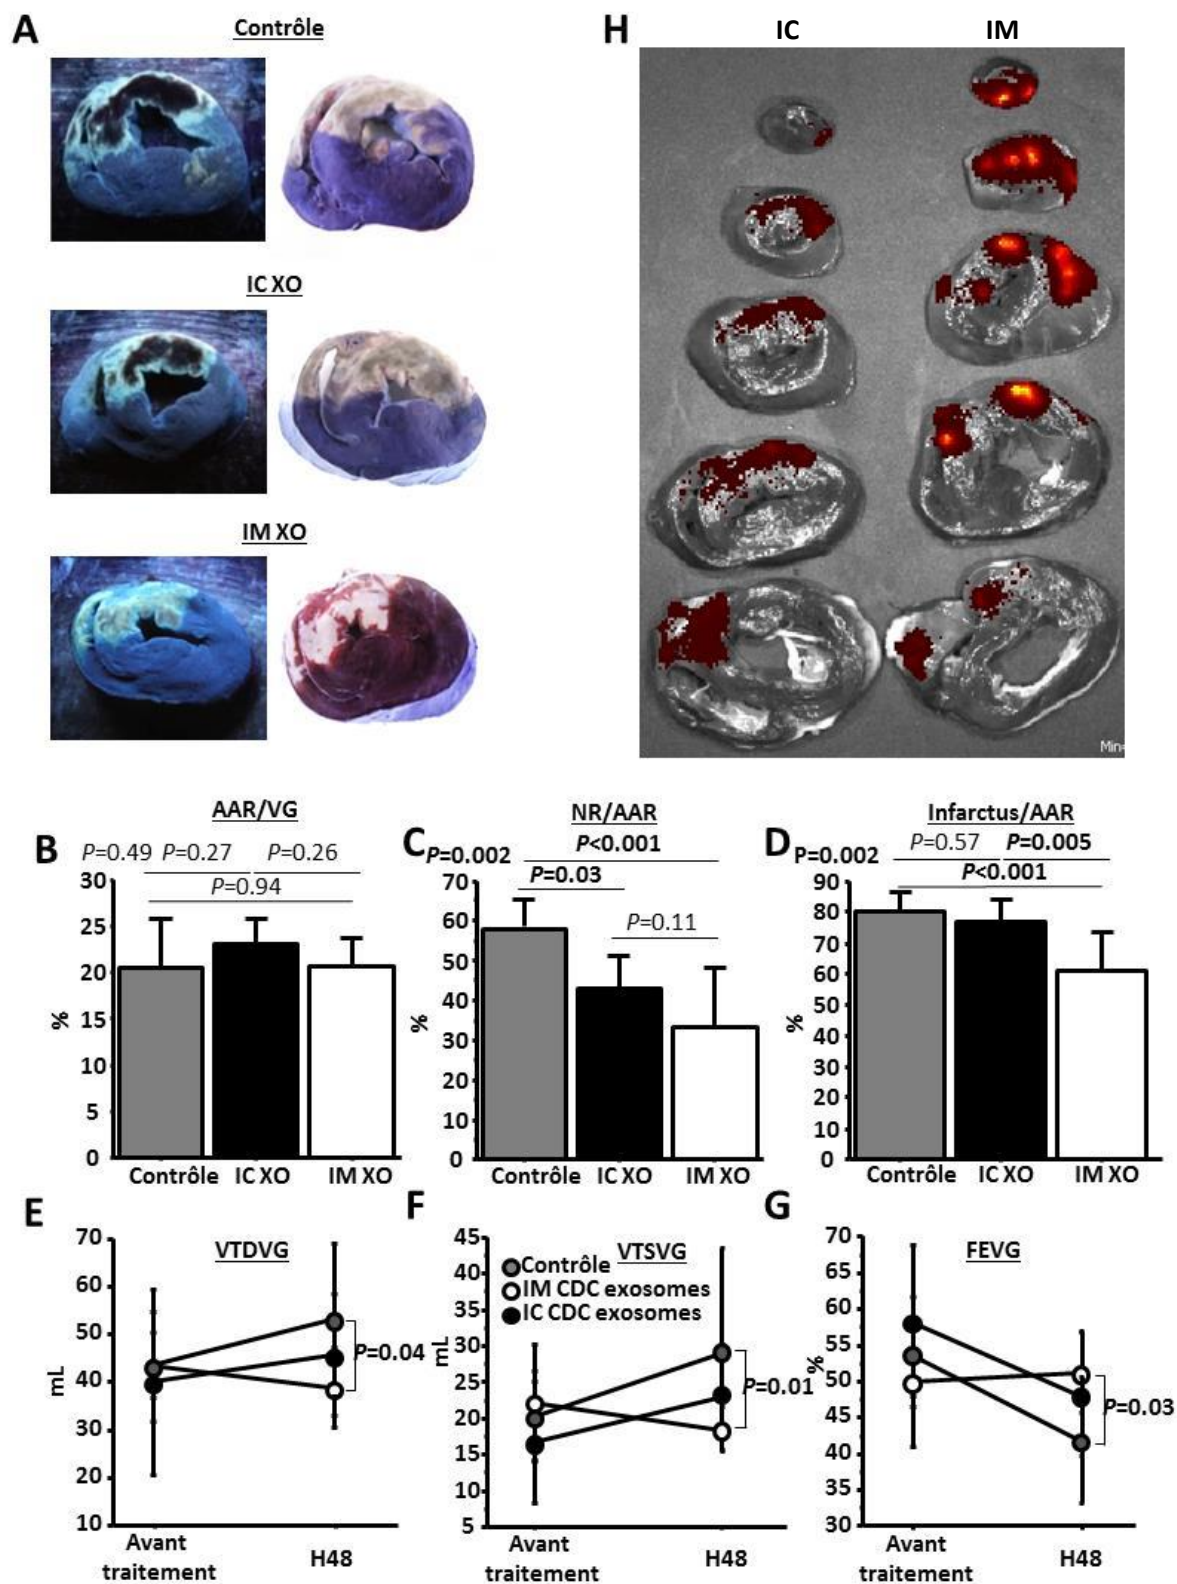 A
Contrôle
IC XO
IM XO
H
IC
IM
Min=
B
AAR/VG
P=0.49 P=0.27 P=0.26
P=0.94
30
25
20
15
10
5
0
%
Contrôle IC XO IM XO
C
NR/AAR
P=0.002
P<0.001
P=0.03
P=0.11
70
60
50
40
30
20
10
0
%
Contrôle IC XO IM XO
D
Infarctus/AAR
P=0.002
P=0.57 P=0.005
P<0.001
90
80
70
60
50
40
30
20
10
0
%
Contrôle IC XO IM XO
E
VTDVG
70
60
50
40
30
20
10
mL
P=0.04
Avant
traitement
H48
F
VTSVG
Contrôle
IM CDC exosomes
IC CDC exosomes
45
40
35
30
25
20
15
10
5
mL
P=0.01
Avant
traitement
H48
G
FEVG
70
65
60
55
50
45
40
35
30
%
P=0.03
Avant
traitement
H48